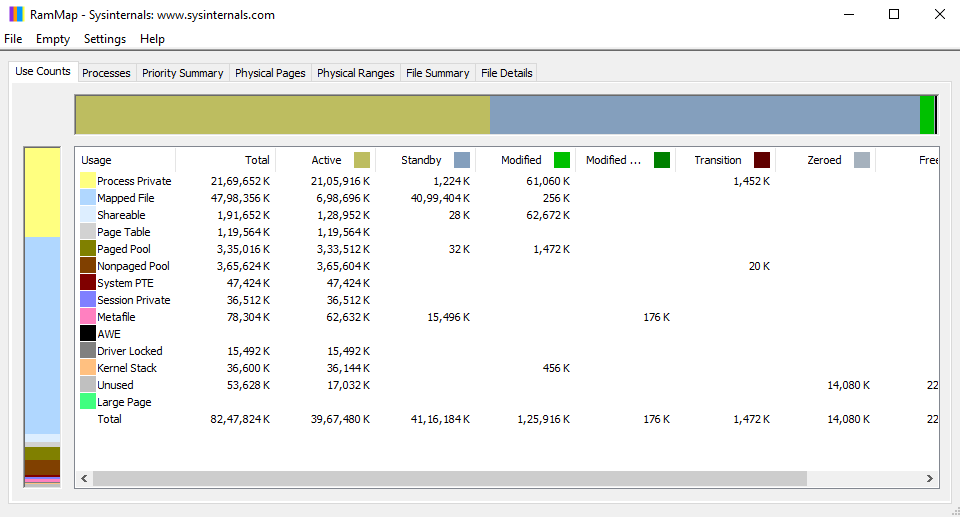 RamMap - Sysinternals: www.sysinternals.com
File Empty Settings Help
Use Counts Processes Priority Summary Physical Pages Physical Ranges File Summary File Details
Usage Total Active Standby Modified Modified ... Transition Zeroed Free
Process Private 21,69,652 K 21,05,916 K 1,224 K 61,060 K 1,452 K
Mapped File 47,98,356 K 6,98,696 K 40,99,404 K 256 K
Shareable 1,91,652 K 1,28,952 K 28 K 62,672 K
Page Table 1,19,564 K 1,19,564 K
Paged Pool 3,35,016 K 3,33,512 K 32 K 1,472 K
Nonpaged Pool 3,65,624 K 3,65,604 K 20 K
System PTE 47,424 K 47,424 K
Session Private 36,512 K 36,512 K
Metafile 78,304 K 62,632 K 15,496 K 176 K
AWE
Driver Locked 15,492 K 15,492 K
Kernel Stack 36,600 K 36,144 K 456 K
Unused 53,628 K 17,032 K 14,080 K 22
Large Page
Total 82,47,824 K 39,67,480 K 41,16,184 K 1,25,916 K 176 K 1,472 K 14,080 K 22